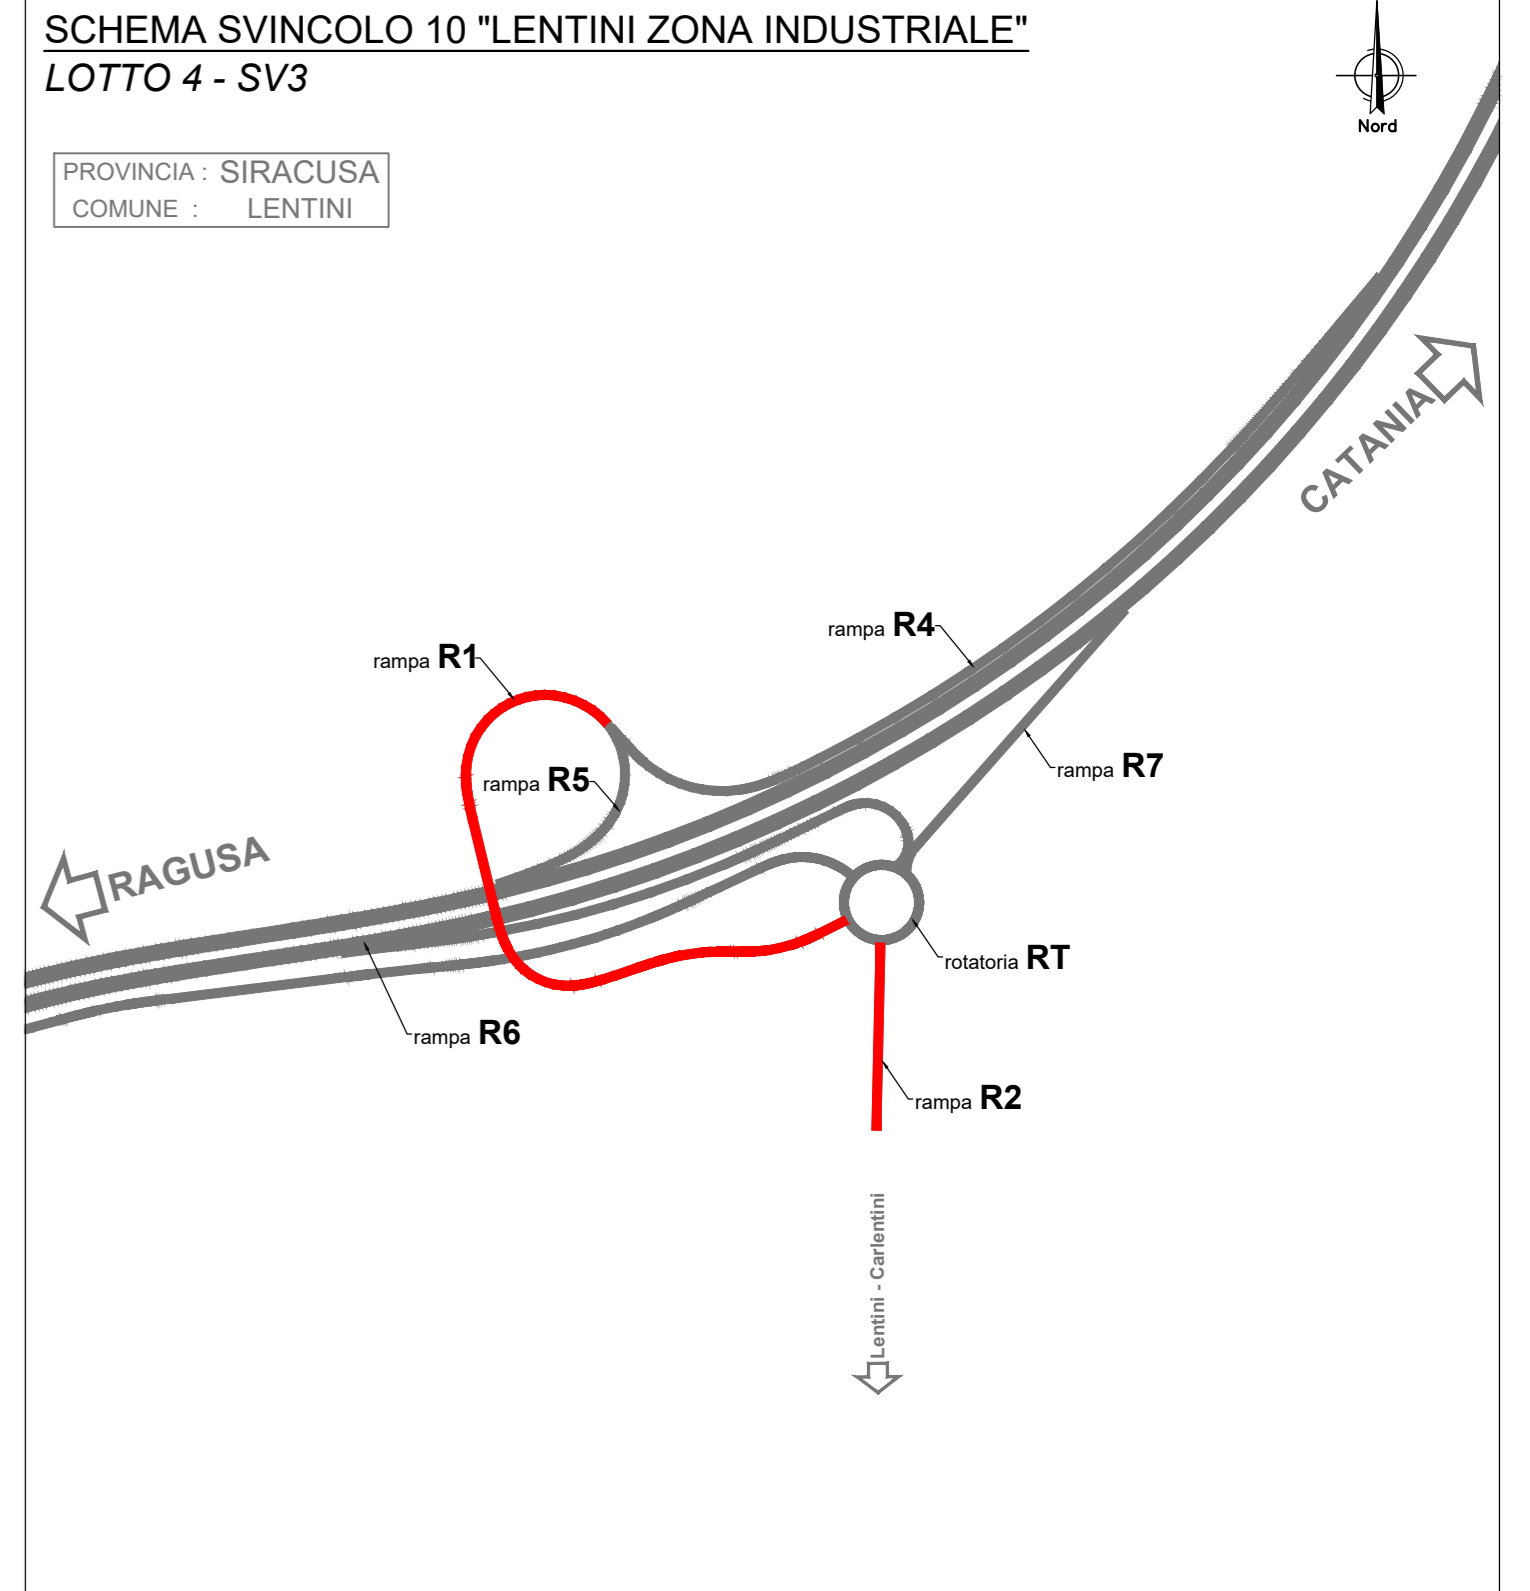 SCHEMA SVINCOLO 10 "LENTINI ZONA INDUSTRIALE"
LOTTO 4 - SV3
Nord
PROVINCIA : SIRACUSA
COMUNE : LENTINI
CATANIA
rampa R4
rampa R1
rampa R7
rampa R5
RAGUSA
rotatoria RT
rampa R6
rampa R2
Lentini - Carlentini